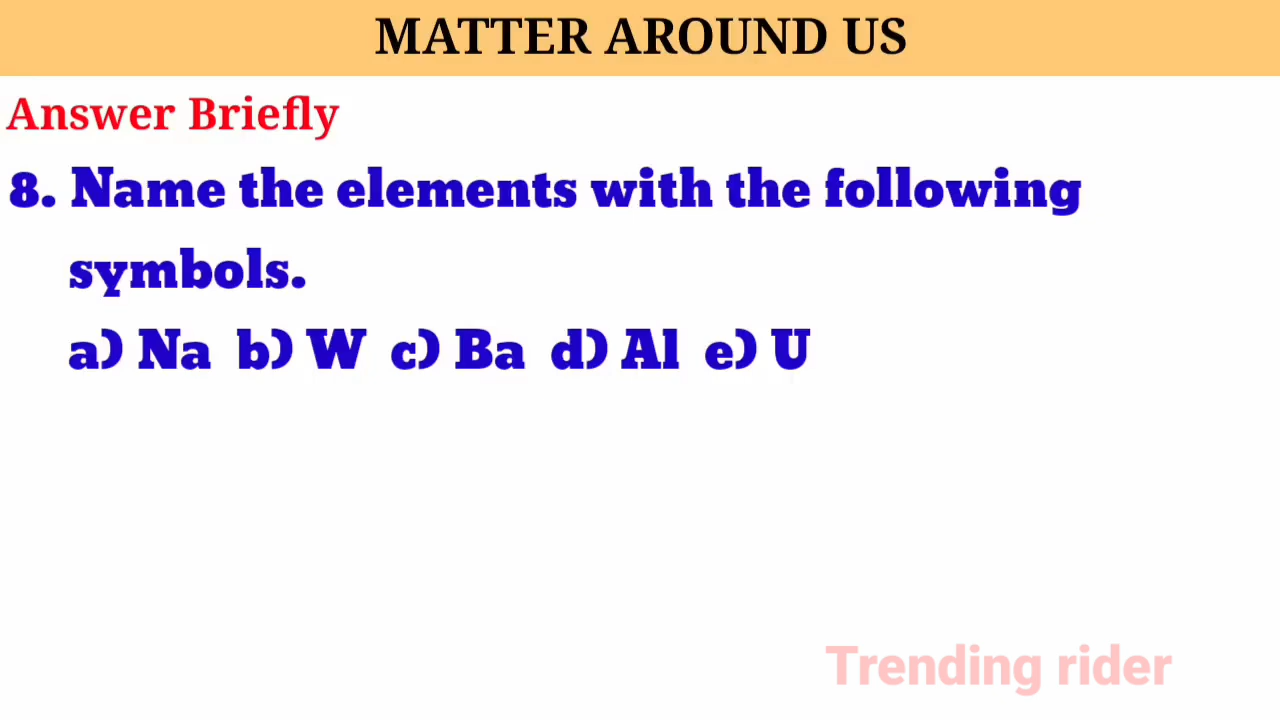 MATTER AROUND US
Answer Briefly
8. Name the elements with the following
symbols.
a) Na b) W c) Ba d) Al e) U
Trending rider